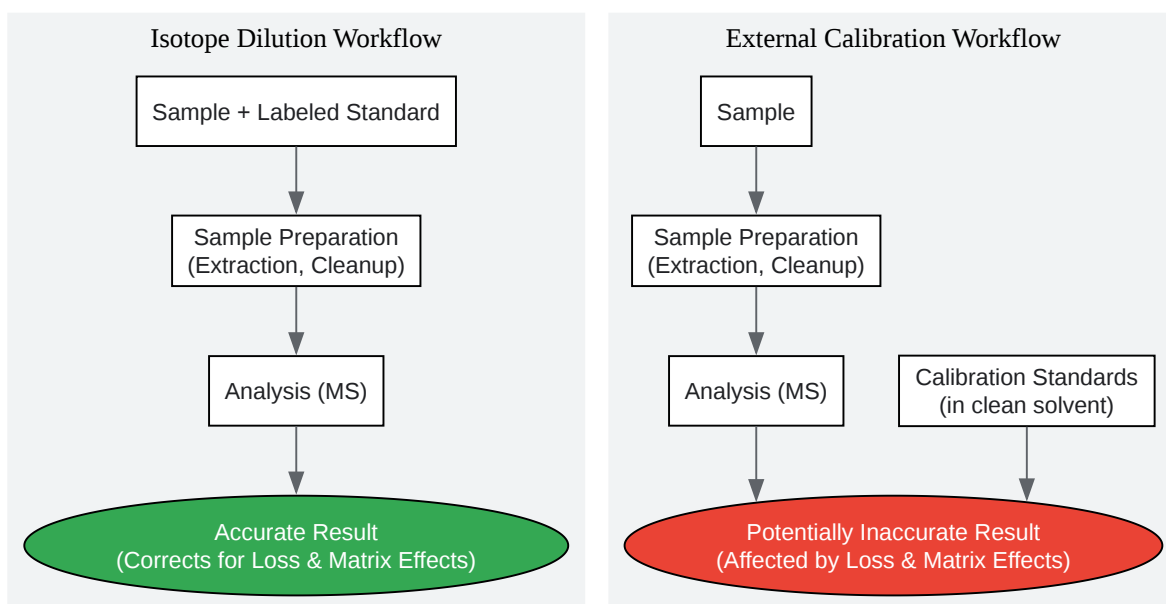 Isotope Dilution Workflow
Sample + Labeled Standard
Sample Preparation
(Extraction, Cleanup)
Analysis (MS)
Accurate Result
(Corrects for Loss & Matrix Effects)
External Calibration Workflow
Sample
Sample Preparation
(Extraction, Cleanup)
Analysis (MS)
Calibration Standards
(in clean solvent)
Potentially Inaccurate Result
(Affected by Loss & Matrix Effects)